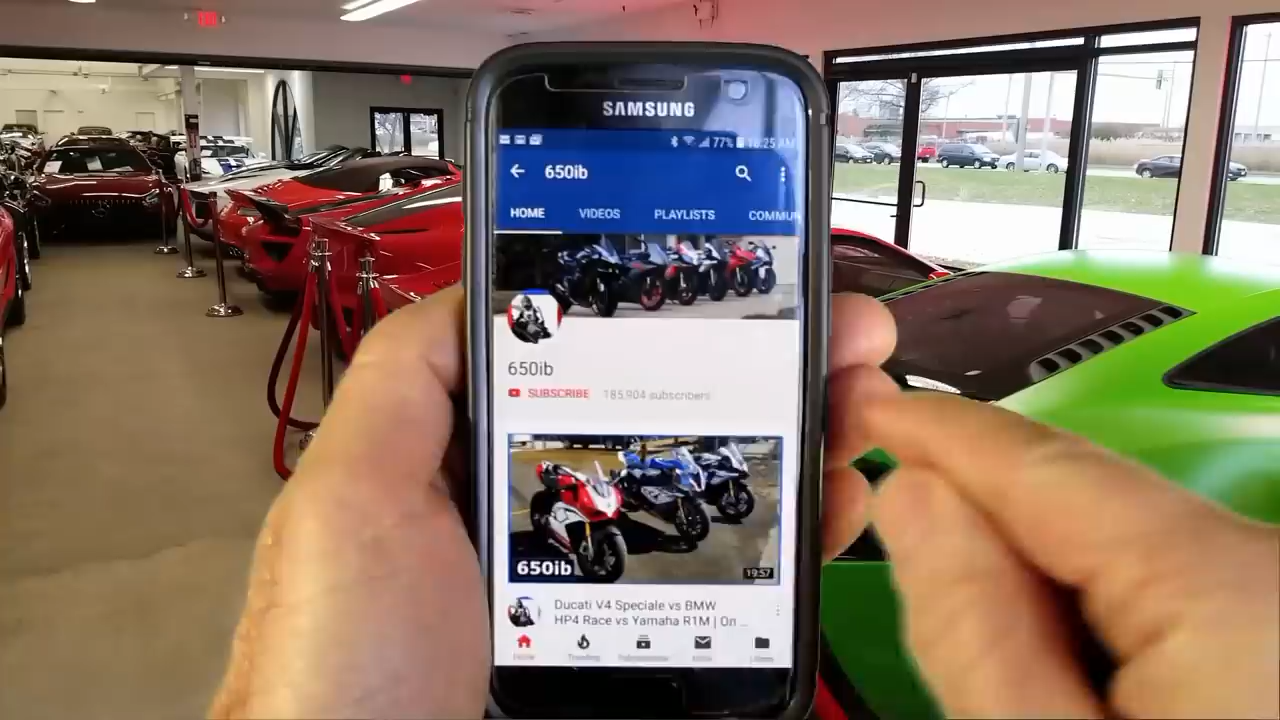 EXIT
SAMSUNG
77% 10:25 AM
650ib
HOME VIDEOS PLAYLISTS COMMUN
650ib
SUBSCRIBE 185,904 subscribers
650ib
19:57
Ducati V4 Speciale vs BMW
HP4 Race vs Yamaha R1M | On ...
Home Trending